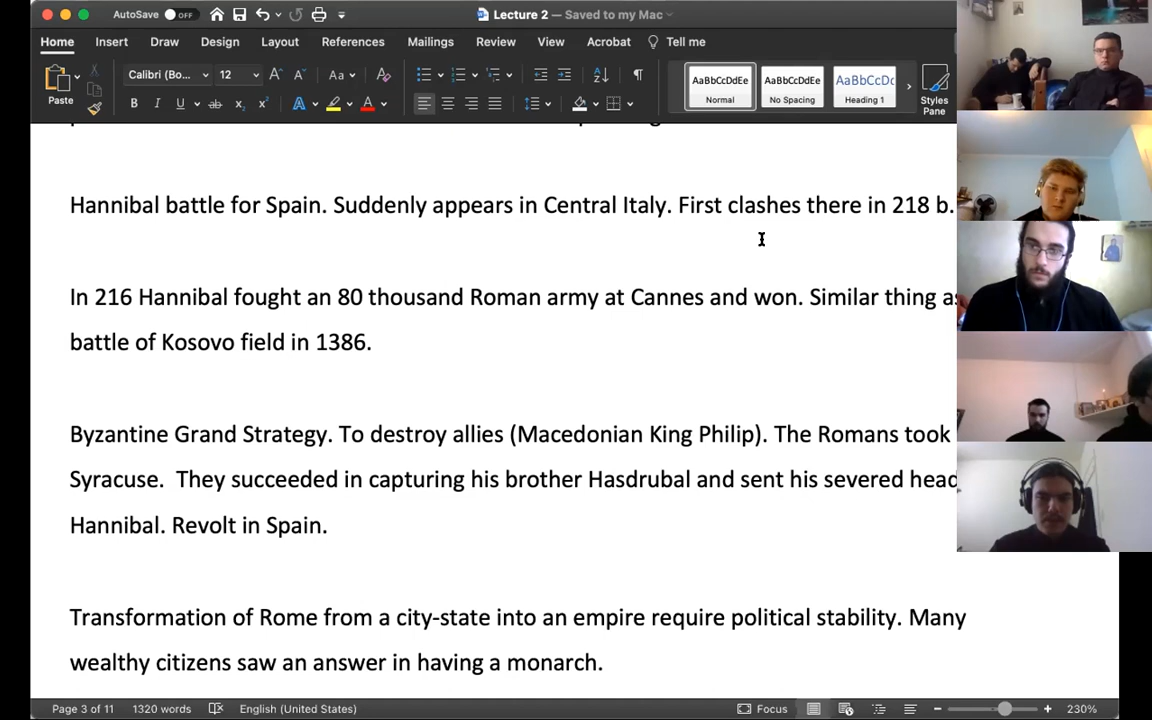 AutoSave OFF
Lecture 2 — Saved to my Mac
Home Insert Draw Design Layout References Mailings Review View Acrobat Tell me
Paste
Calibri (Bo... 12
Aa
AaBbCcDdEe
Normal
AaBbCcDdEe
No Spacing
AaBbCcDc
Heading 1
Styles
Pane
Hannibal battle for Spain. Suddenly appears in Central Italy. First clashes there in 218 b.
In 216 Hannibal fought an 80 thousand Roman army at Cannes and won. Similar thing as
battle of Kosovo field in 1386.
Byzantine Grand Strategy. To destroy allies (Macedonian King Philip). The Romans took
Syracuse. They succeeded in capturing his brother Hasdrubal and sent his severed head
Hannibal. Revolt in Spain.
Transformation of Rome from a city-state into an empire require political stability. Many
wealthy citizens saw an answer in having a monarch.
Page 3 of 11 1320 words English (United States) Focus 230%